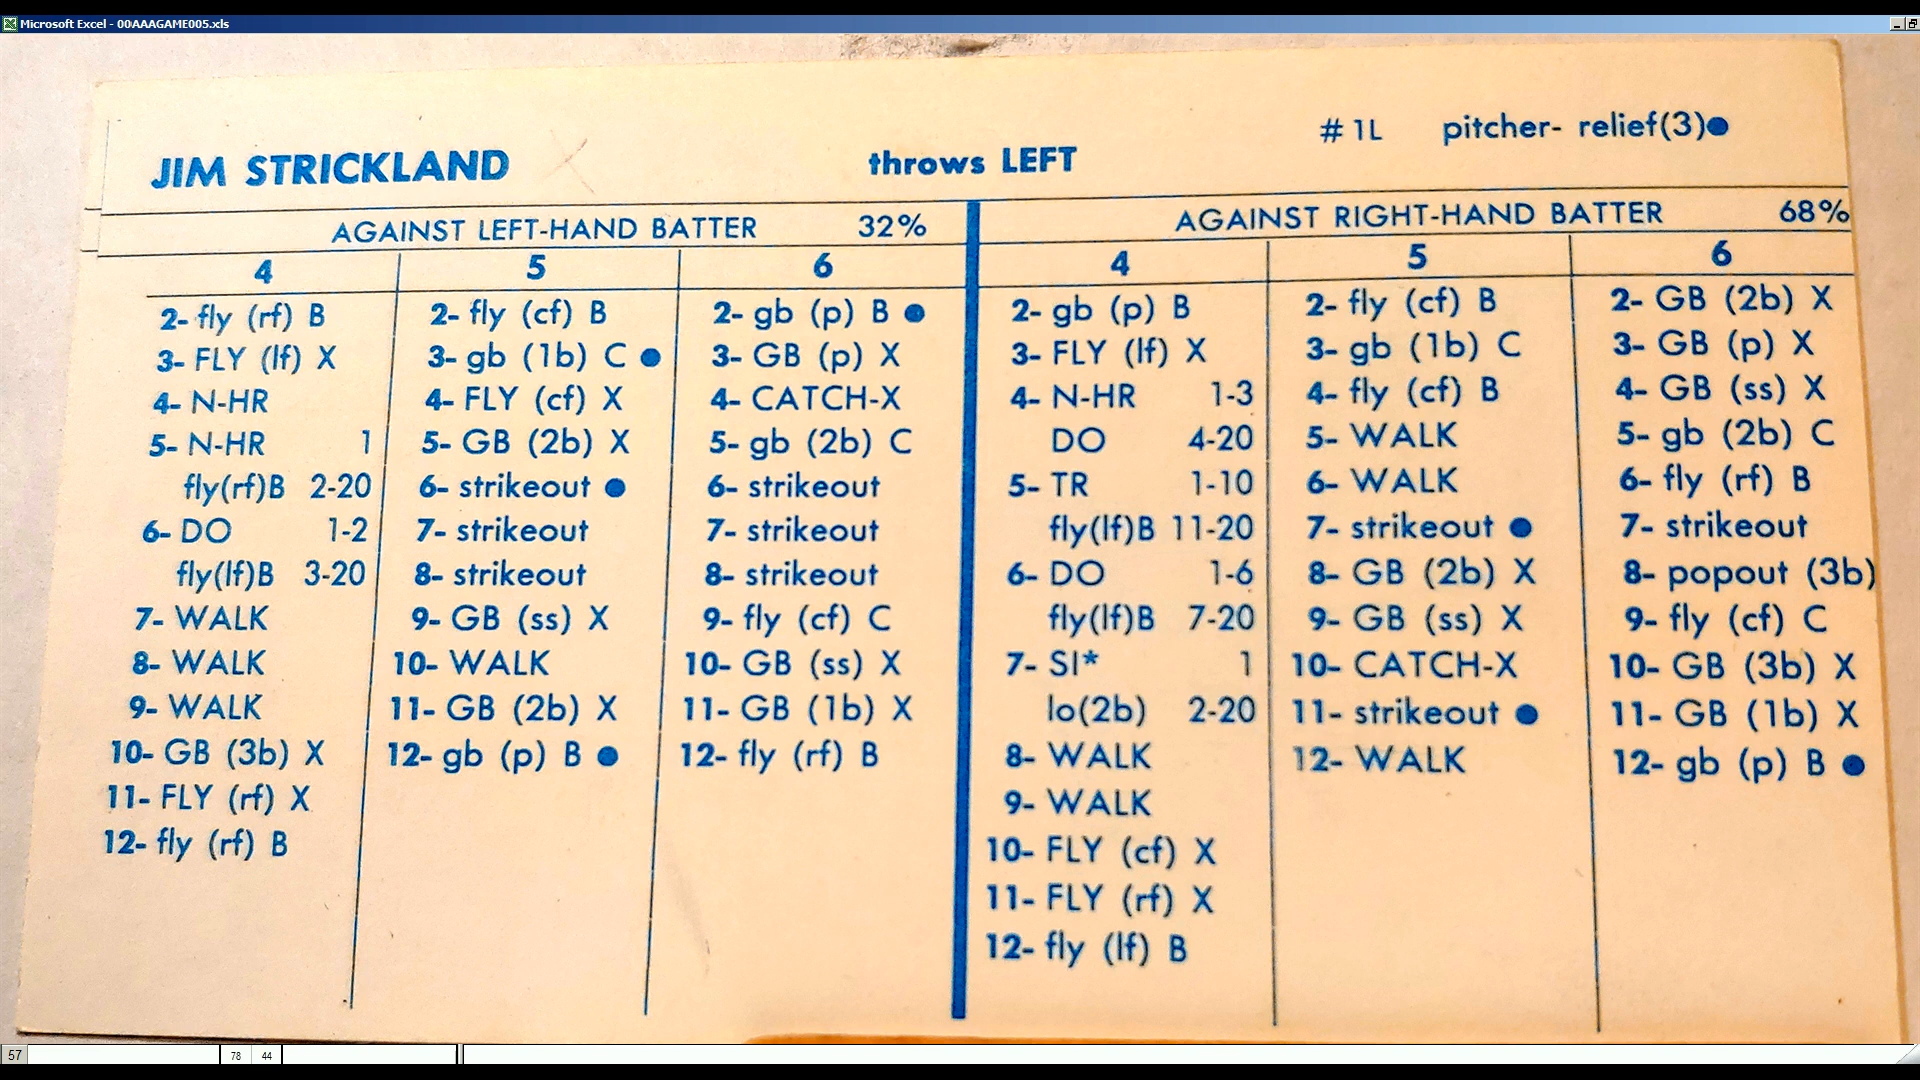 Microsoft Excel - 00AAAGAME005.xls
JIM STRICKLAND throws LEFT #1L pitcher- relief(3)●
AGAINST LEFT-HAND BATTER 32%
4
2- fly (rf) B
3- FLY (lf) X
4- N-HR
5- N-HR 1
fly(rf)B 2-20
6- DO 1-2
fly(lf)B 3-20
7- WALK
8- WALK
9- WALK
10- GB (3b) X
11- FLY (rf) X
12- fly (rf) B
5
2- fly (cf) B
3- gb (1b) C ●
4- FLY (cf) X
5- GB (2b) X
6- strikeout ●
7- strikeout
8- strikeout
9- GB (ss) X
10- WALK
11- GB (2b) X
12- gb (p) B ●
6
2- gb (p) B ●
3- GB (p) X
4- CATCH-X
5- gb (2b) C
6- strikeout
7- strikeout
8- strikeout
9- fly (cf) C
10- GB (ss) X
11- GB (1b) X
12- fly (rf) B
AGAINST RIGHT-HAND BATTER 68%
4
2- gb (p) B
3- FLY (lf) X
4- N-HR 1-3
DO 4-20
5- TR 1-10
fly(lf)B 11-20
6- DO 1-6
fly(lf)B 7-20
7- SI* 1
lo(2b) 2-20
8- WALK
9- WALK
10- FLY (cf) X
11- FLY (rf) X
12- fly (lf) B
5
2- fly (cf) B
3- gb (1b) C
4- fly (cf) B
5- WALK
6- WALK
7- strikeout ●
8- GB (2b) X
9- GB (ss) X
10- CATCH-X
11- strikeout ●
12- WALK
6
2- GB (2b) X
3- GB (p) X
4- GB (ss) X
5- gb (2b) C
6- fly (rf) B
7- strikeout
8- popout (3b)
9- fly (cf) C
10- GB (3b) X
11- GB (1b) X
12- gb (p) B ●
57 78 44